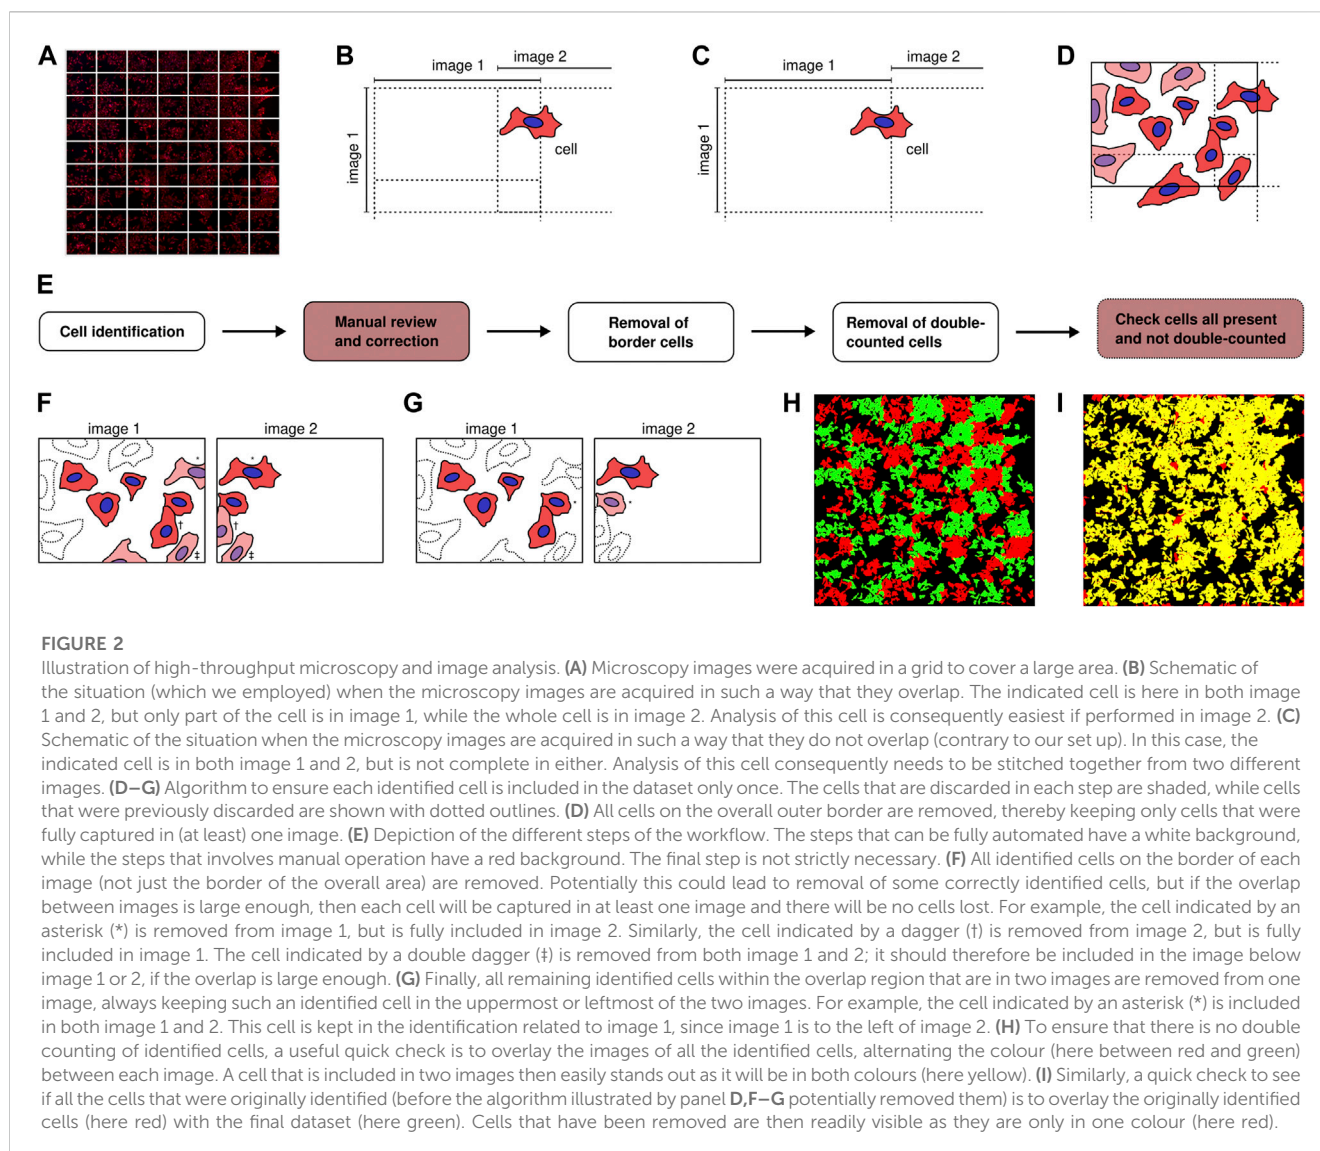 A
B
image 1
image 2
image 1
cell
C
image 1
image 2
image 1
cell
D
E
Cell identification
Manual review
and correction
Removal of
border cells
Removal of double-
counted cells
Check cells all present
and not double-counted
F
image 1
image 2
*
†
‡
*
†
‡
G
image 1
image 2
*
*
H
I
FIGURE 2
Illustration of high-throughput microscopy and image analysis. (A) Microscopy images were acquired in a grid to cover a large area. (B) Schematic of
the situation (which we employed) when the microscopy images are acquired in such a way that they overlap. The indicated cell is here in both image
1 and 2, but only part of the cell is in image 1, while the whole cell is in image 2. Analysis of this cell is consequently easiest if performed in image 2. (C)
Schematic of the situation when the microscopy images are acquired in such a way that they do not overlap (contrary to our set up). In this case, the
indicated cell is in both image 1 and 2, but is not complete in either. Analysis of this cell consequently needs to be stitched together from two different
images. (D–G) Algorithm to ensure each identified cell is included in the dataset only once. The cells that are discarded in each step are shaded, while cells
that were previously discarded are shown with dotted outlines. (D) All cells on the overall outer border are removed, thereby keeping only cells that were
fully captured in (at least) one image. (E) Depiction of the different steps of the workflow. The steps that can be fully automated have a white background,
while the steps that involves manual operation have a red background. The final step is not strictly necessary. (F) All identified cells on the border of each
image (not just the border of the overall area) are removed. Potentially this could lead to removal of some correctly identified cells, but if the overlap
between images is large enough, then each cell will be captured in at least one image and there will be no cells lost. For example, the cell indicated by an
asterisk (*) is removed from image 1, but is fully included in image 2. Similarly, the cell indicated by a dagger (†) is removed from image 2, but is fully
included in image 1. The cell indicated by a double dagger (‡) is removed from both image 1 and 2; it should therefore be included in the image below
image 1 or 2, if the overlap is large enough. (G) Finally, all remaining identified cells within the overlap region that are in two images are removed from one
image, always keeping such an identified cell in the uppermost or leftmost of the two images. For example, the cell indicated by an asterisk (*) is included
in both image 1 and 2. This cell is kept in the identification related to image 1, since image 1 is to the left of image 2. (H) To ensure that there is no double
counting of identified cells, a useful quick check is to overlay the images of all the identified cells, alternating the colour (here between red and green)
between each image. A cell that is included in two images then easily stands out as it will be in both colours (here yellow). (I) Similarly, a quick check to see
if all the cells that were originally identified (before the algorithm illustrated by panel D,F–G potentially removed them) is to overlay the originally identified
cells (here red) with the final dataset (here green). Cells that have been removed are then readily visible as they are only in one colour (here red).